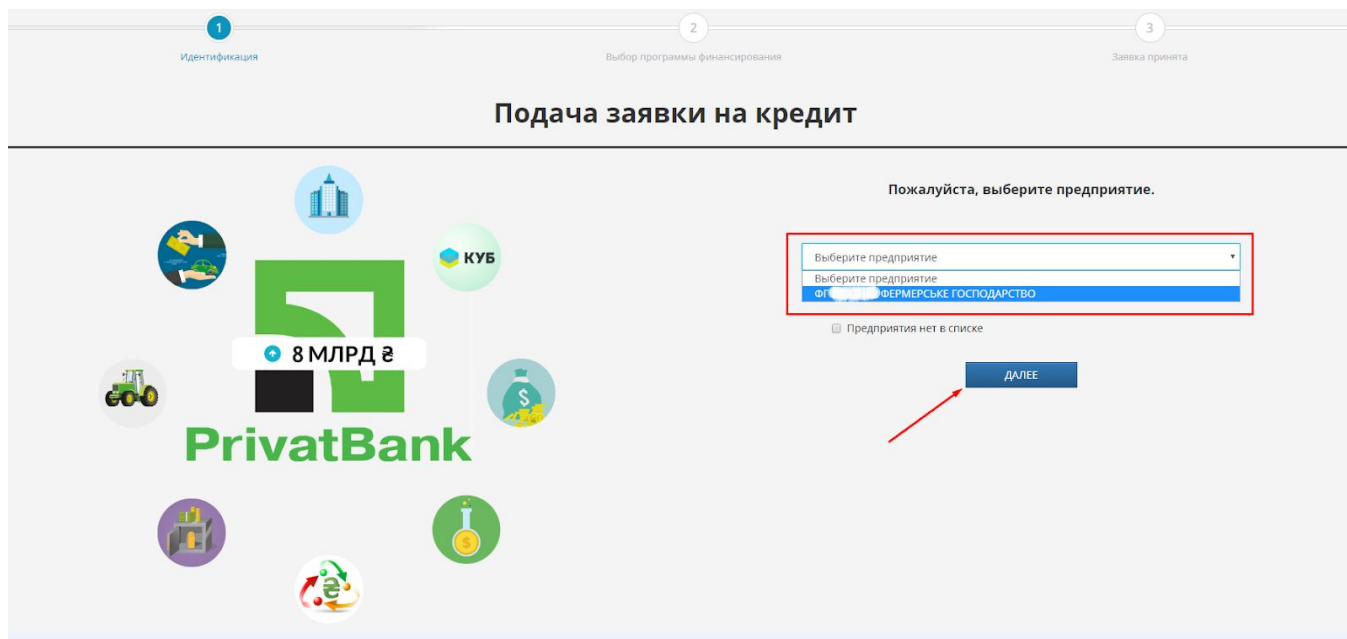 1
2
3
Идентификация
Выбор программы финансирования
Заявка принята
Подача заявки на кредит
Пожалуйста, выберите предприятие.
КУБ
8 МЛРД ₴
PrivatBank
$
$
₴
Выберите предприятие
Выберите предприятие
ФГ ФЕРМЕРСЬКЕ ГОСПОДАРСТВО
Предприятия нет в списке
ДАЛЕЕ